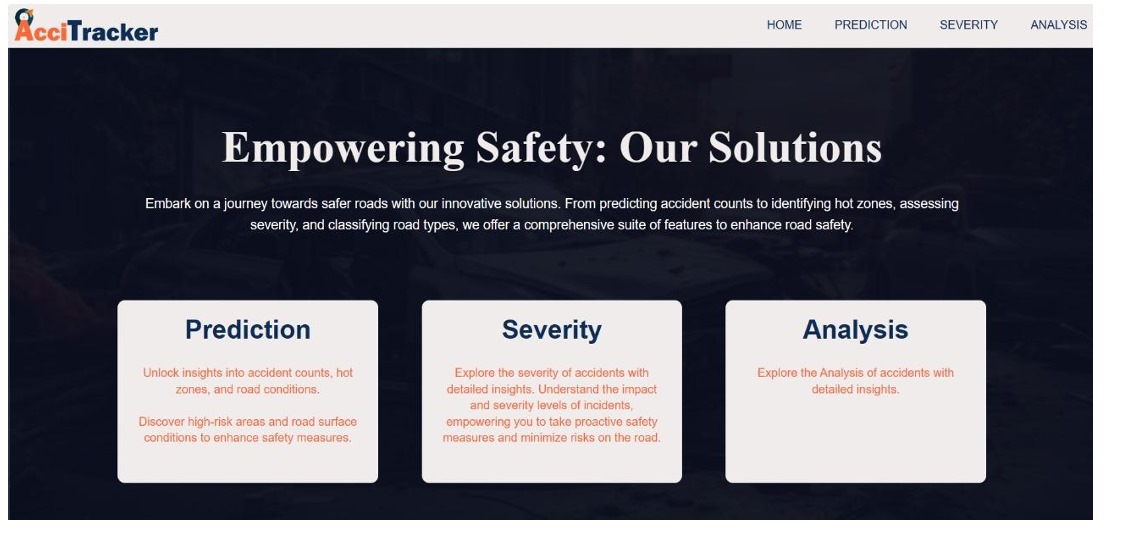 AcciTracker
HOME PREDICTION SEVERITY ANALYSIS
Empowering Safety: Our Solutions
Embark on a journey towards safer roads with our innovative solutions. From predicting accident counts to identifying hot zones, assessing
severity, and classifying road types, we offer a comprehensive suite of features to enhance road safety.
Prediction
Unlock insights into accident counts, hot
zones, and road conditions.
Discover high-risk areas and road surface
conditions to enhance safety measures.
Severity
Explore the severity of accidents with
detailed insights. Understand the impact
and severity levels of incidents,
empowering you to take proactive safety
measures and minimize risks on the road.
Analysis
Explore the Analysis of accidents with
detailed insights.